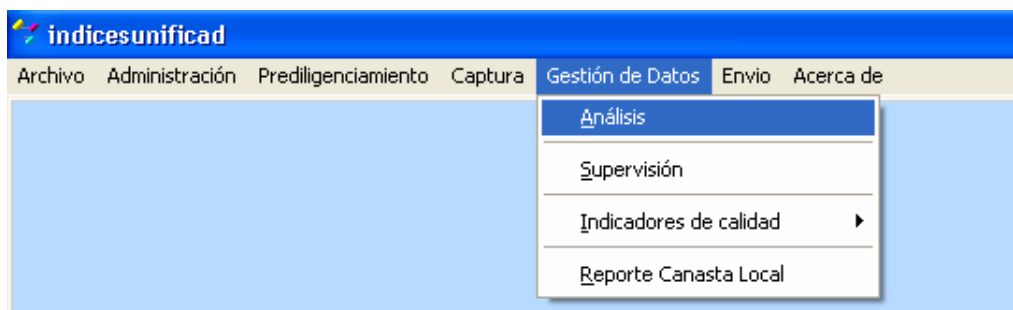 indicesunificad
Archivo Administración Prediligenciamiento Captura Gestión de Datos Envio Acerca de
Análisis
Supervisión
Indicadores de calidad
Reporte Canasta Local